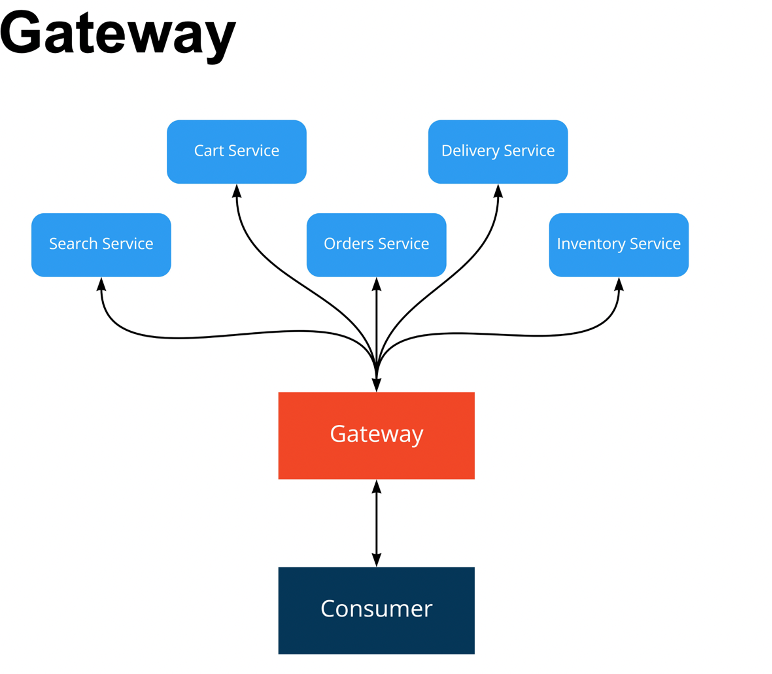 Gateway
Cart Service
Delivery Service
Search Service
Orders Service
Inventory Service
Gateway
Consumer